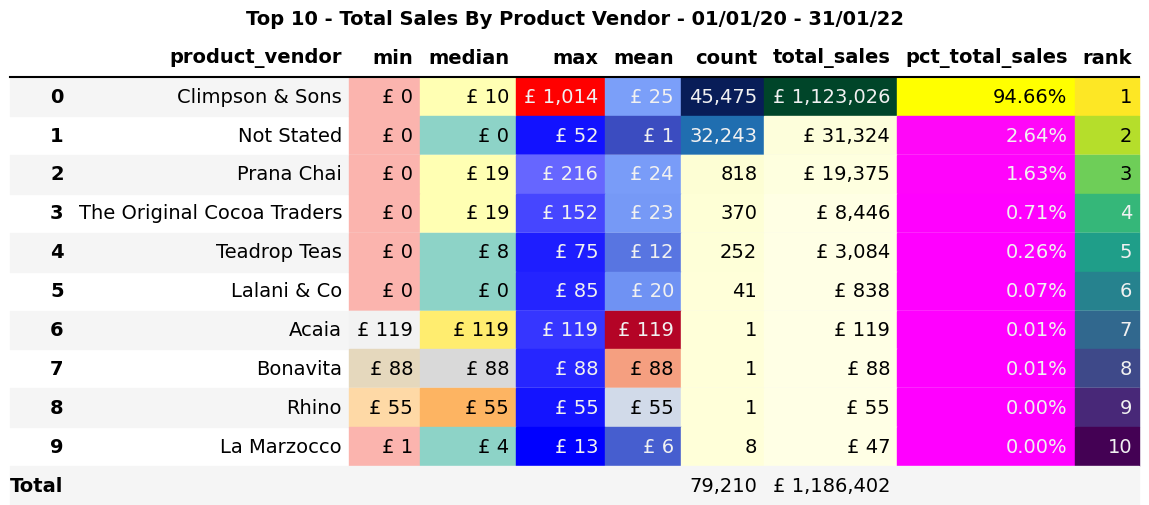 Top 10 - Total Sales By Product Vendor - 01/01/20 - 31/01/22
product_vendor min median max mean count total_sales pct_total_sales rank
0 Climpson & Sons £ 0 £ 10 £ 1,014 £ 25 45,475 £ 1,123,026 94.66% 1
1 Not Stated £ 0 £ 0 £ 52 £ 1 32,243 £ 31,324 2.64% 2
2 Prana Chai £ 0 £ 19 £ 216 £ 24 818 £ 19,375 1.63% 3
3 The Original Cocoa Traders £ 0 £ 19 £ 152 £ 23 370 £ 8,446 0.71% 4
4 Teadrop Teas £ 0 £ 8 £ 75 £ 12 252 £ 3,084 0.26% 5
5 Lalani & Co £ 0 £ 0 £ 85 £ 20 41 £ 838 0.07% 6
6 Acaia £ 119 £ 119 £ 119 £ 119 1 £ 119 0.01% 7
7 Bonavita £ 88 £ 88 £ 88 £ 88 1 £ 88 0.01% 8
8 Rhino £ 55 £ 55 £ 55 £ 55 1 £ 55 0.00% 9
9 La Marzocco £ 1 £ 4 £ 13 £ 6 8 £ 47 0.00% 10
Total 79,210 £ 1,186,402